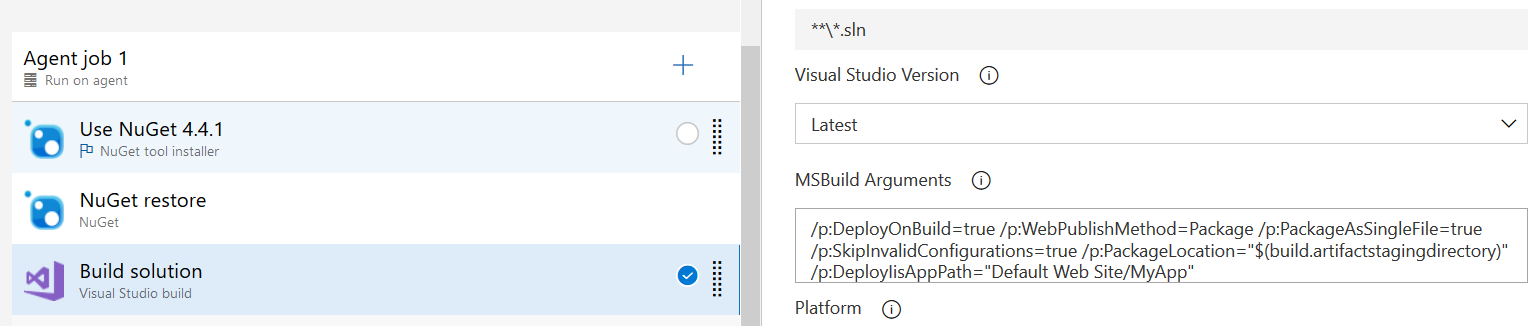 Agent job 1
Run on agent
Use NuGet 4.4.1
NuGet tool installer
NuGet restore
NuGet
Build solution
Visual Studio build
**\*.sln
Visual Studio Version
Latest
MSBuild Arguments
/p:DeployOnBuild=true /p:WebPublishMethod=Package /p:PackageAsSingleFile=true
/p:SkipInvalidConfigurations=true /p:PackageLocation="$(build.artifactstagingdirectory)"
/p:DeployIisAppPath="Default Web Site/MyApp"
Platform